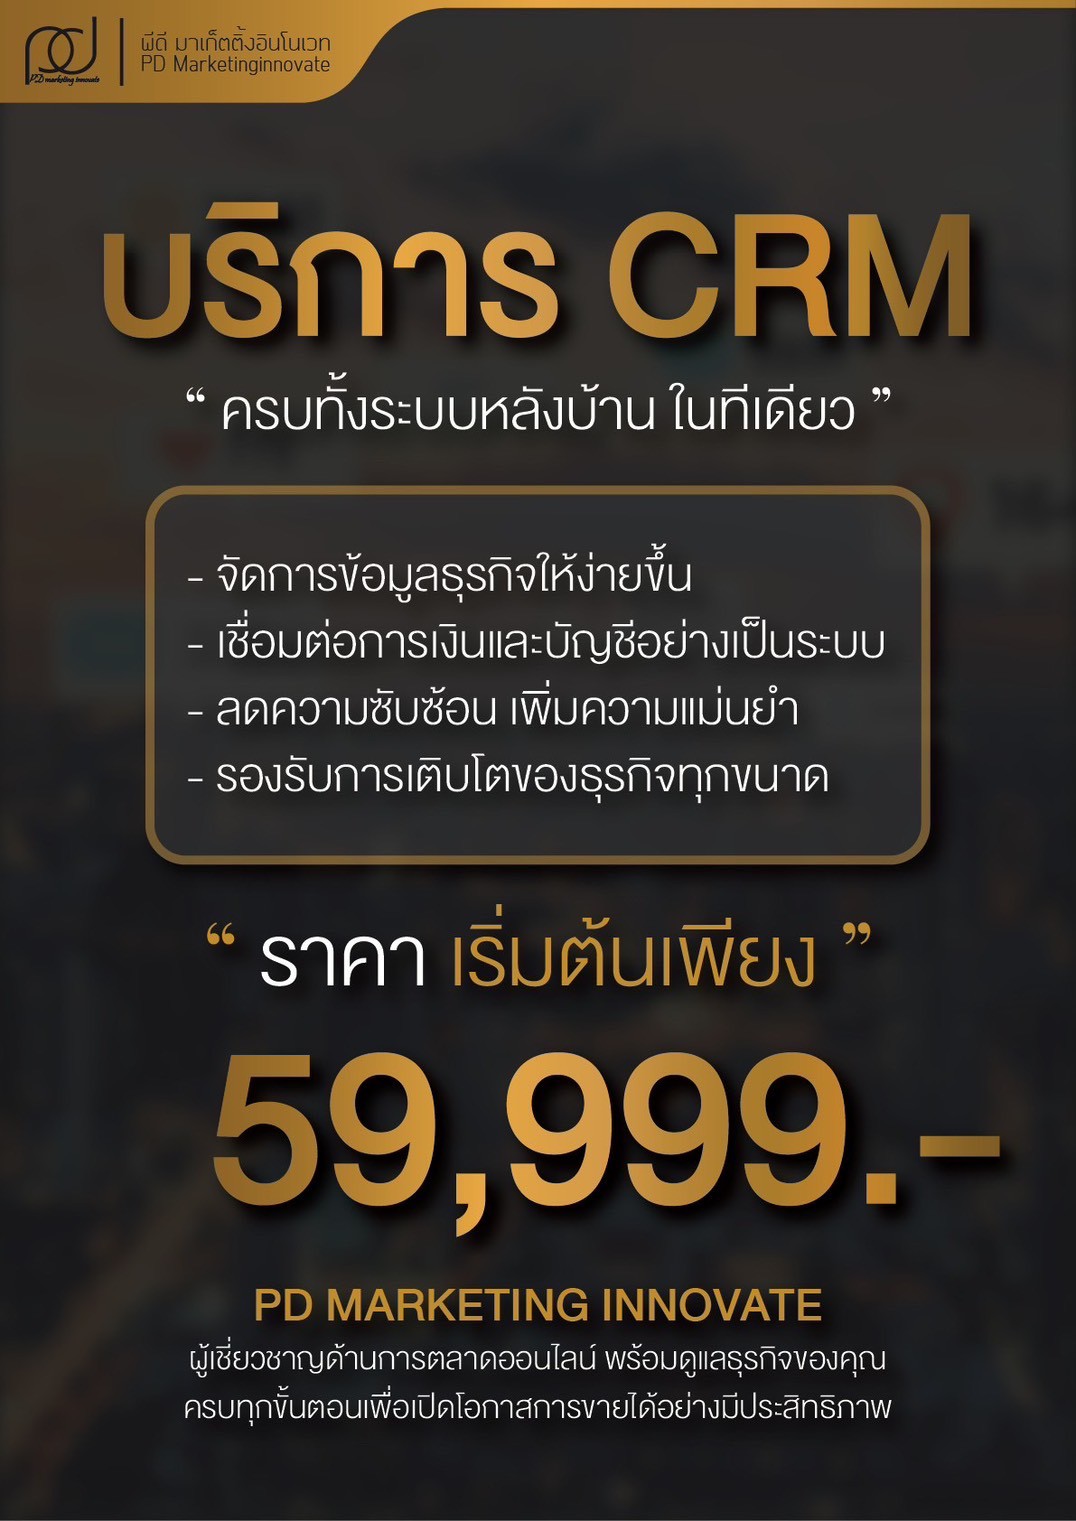 pd
PD marketing innovate
พีดี มาเก็ตติ้งอินโนเวท
PD Marketinginnovate
บริการ CRM
“ ครบทั้งระบบหลังบ้าน ในทีเดียว ”
- จัดการข้อมูลธุรกิจให้ง่ายขึ้น
- เชื่อมต่อการเงินและบัญชีอย่างเป็นระบบ
- ลดความซับซ้อน เพิ่มความแม่นยำ
- รองรับการเติบโตของธุรกิจทุกขนาด
“ ราคา เริ่มต้นเพียง ”
59,999.-
PD MARKETING INNOVATE
ผู้เชี่ยวชาญด้านการตลาดออนไลน์ พร้อมดูแลธุรกิจของคุณ
ครบทุกขั้นตอนเพื่อเปิดโอกาสการขายได้อย่างมีประสิทธิภาพ